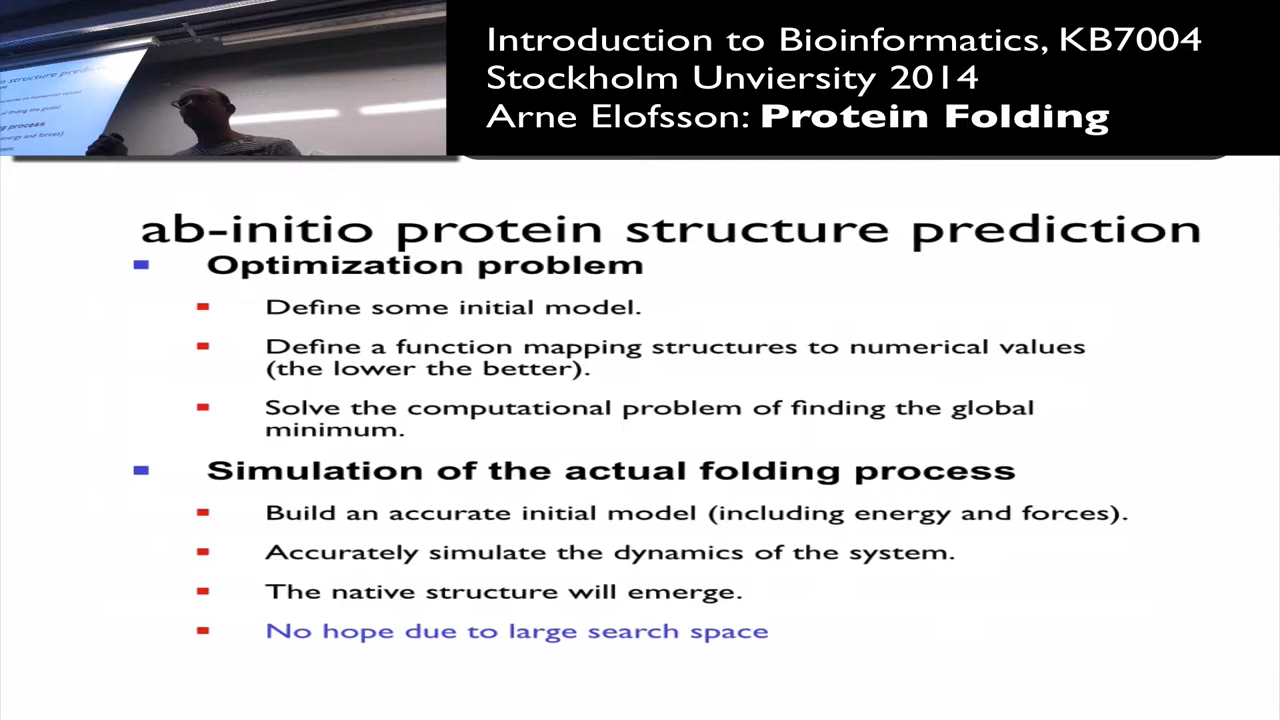 Introduction to Bioinformatics, KB7004
Stockholm Unviersity 2014
Arne Elofsson: Protein Folding
ab-initio protein structure prediction
Optimization problem
Define some initial model.
Define a function mapping structures to numerical values
(the lower the better).
Solve the computational problem of finding the global
minimum.
Simulation of the actual folding process
Build an accurate initial model (including energy and forces).
Accurately simulate the dynamics of the system.
The native structure will emerge.
No hope due to large search space